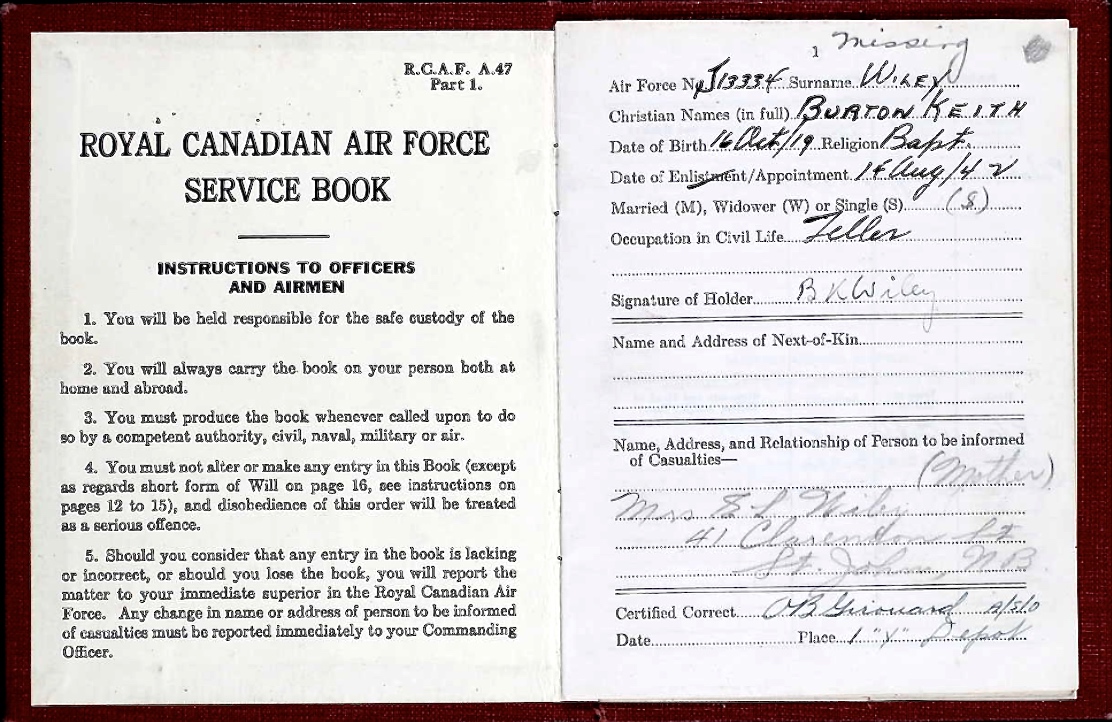 R.C.A.F. A.47
Part 1.
ROYAL CANADIAN AIR FORCE
SERVICE BOOK
INSTRUCTIONS TO OFFICERS
AND AIRMEN
1. You will be held responsible for the safe custody of the
book.
2. You will always carry the book on your person both at
home and abroad.
3. You must produce the book whenever called upon to do
so by a competent authority, civil, naval, military or air.
4. You must not alter or make any entry in this Book (except
as regards short form of Will on page 16, see instructions on
pages 12 to 15), and disobedience of this order will be treated
as a serious offence.
5. Should you consider that any entry in the book is lacking
or incorrect, or should you lose the book, you will report the
matter to your immediate superior in the Royal Canadian Air
Force. Any change in name or address of person to be informed
of casualties must be reported immediately to your Commanding
Officer.
Missing
1
Air Force No J13334 Surname WILEY
Christian Names (in full) BURTON KEITH
Date of Birth 16 Oct/19 Religion Bapt.
Date of Enlistment/Appointment 14 Aug/42
Married (M), Widower (W) or Single (S) (S)
Occupation in Civil Life Teller
Signature of Holder BKWiley
Name and Address of Next-of-Kin
Name, Address, and Relationship of Person to be informed
of Casualties—
(Mother)
Mrs E L Wiley
41 Clarendon St
St. John, NB
Certified Correct OB Girouard
Date Place 1 "Y" Depot